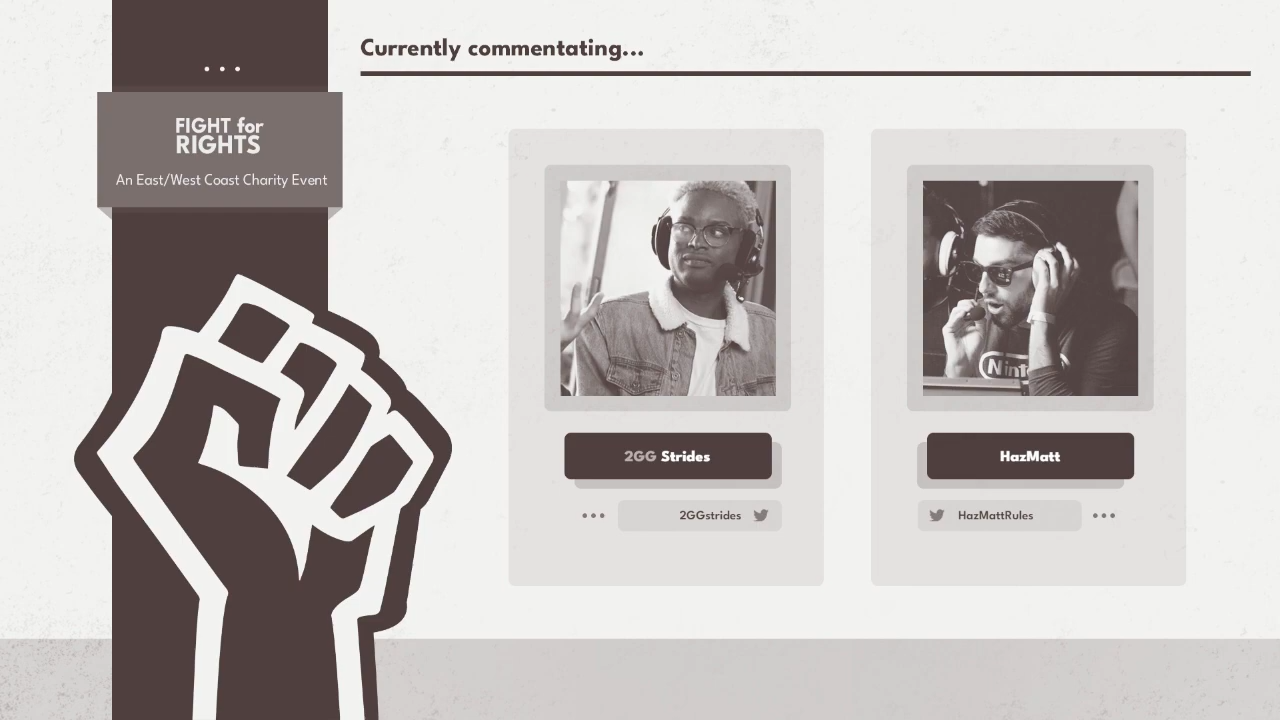 Currently commentating...
FIGHT for
RIGHTS
An East/West Coast Charity Event
2GG Strides
2GGstrides
HazMatt
HazMattRules